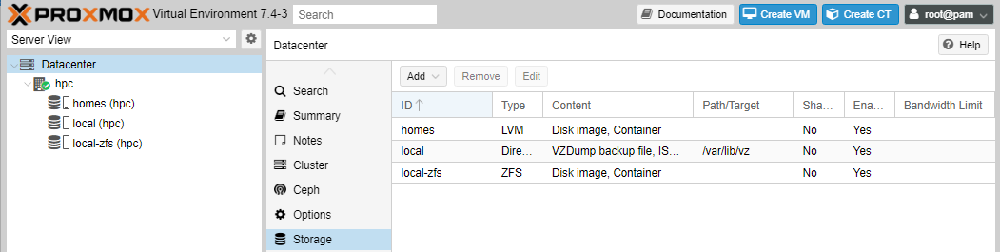 PROXMOX Virtual Environment 7.4-3 Search Documentation Create VM Create CT root@pam
Server View
Datacenter
hpc
homes (hpc)
local (hpc)
local-zfs (hpc)
Datacenter Help
Search
Summary
Notes
Cluster
Ceph
Options
Storage
Add Remove Edit
ID Type Content Path/Target Sha... Ena... Bandwidth Limit
homes LVM Disk image, Container No Yes
local Dire... VZDump backup file, IS... /var/lib/vz No Yes
local-zfs ZFS Disk image, Container No Yes